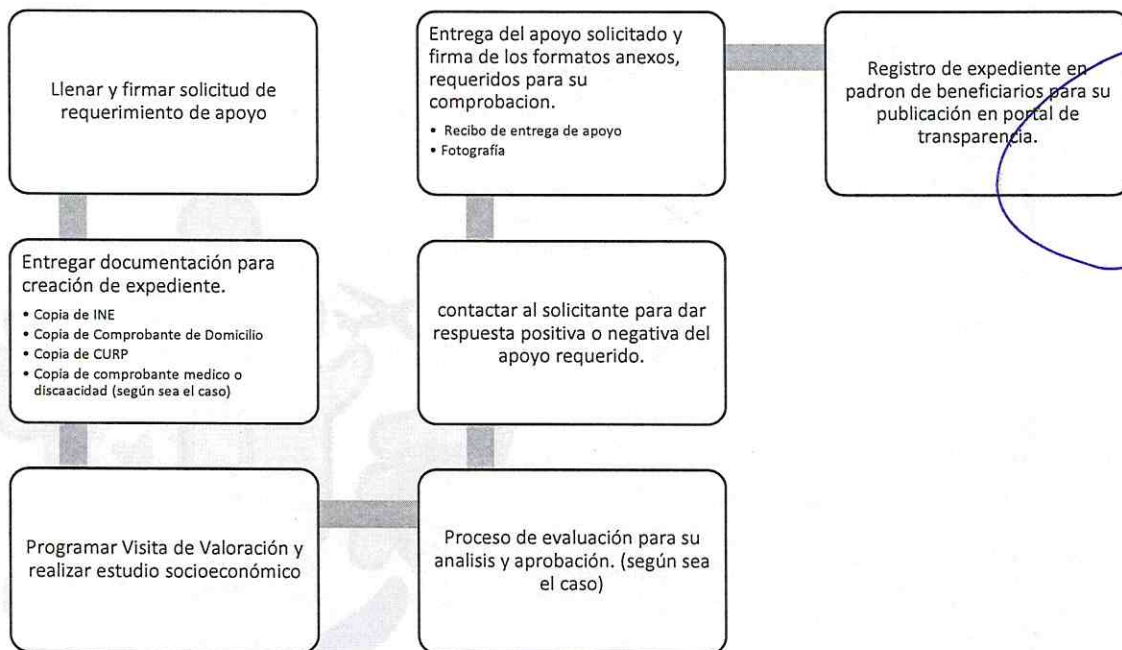 Llenar y firmar solicitud de
requerimiento de apoyo
Entregar documentación para
creación de expediente.
• Copia de INE
• Copia de Comprobante de Domicilio
• Copia de CURP
• Copia de comprobante medico o
discaacidad (según sea el caso)
Programar Visita de Valoración y
realizar estudio socioeconómico
Proceso de evaluación para su
analisis y aprobación. (según sea
el caso)
contactar al solicitante para dar
respuesta positiva o negativa del
apoyo requerido.
Entrega del apoyo solicitado y
firma de los formatos anexos,
requeridos para su
comprobacion.
• Recibo de entrega de apoyo
• Fotografía
Registro de expediente en
padron de beneficiarios para su
publicación en portal de
transparencia.